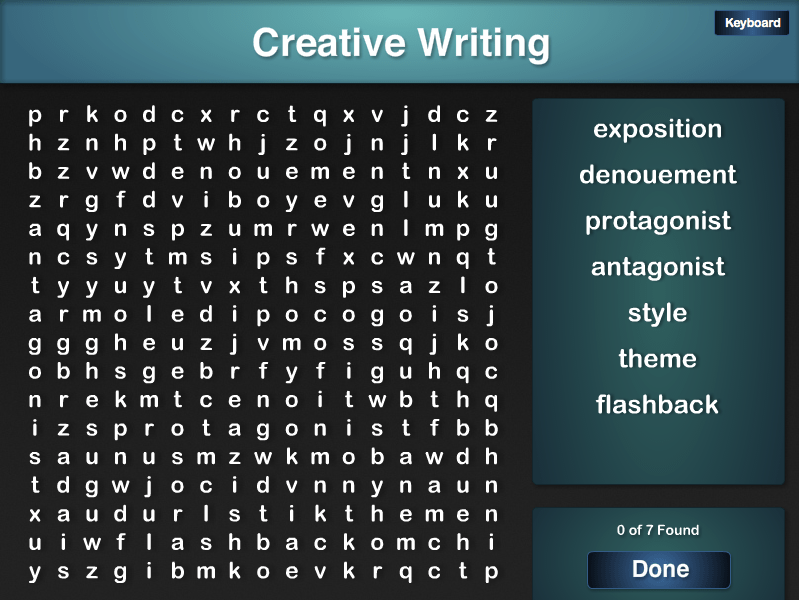 Creative Writing
Keyboard
p r k o d c x r c t q x v j d c z
h z n h p t w h j z o j n j l k r
b z v w d e n o u e m e n t n x u
z r g f d v i b o y e v g l u k u
a q y n s p z u m r w e n l m p g
n c s y t m s i p s f x c w n q t
t y y u y t v x t h s p s a z l o
a r m o l e d i p o c o g o i s j
g g g h e u z j v m o s s q j k o
o b h s g e b r f y f i g u h q c
n r e k m t c e n o i t w b t h q
i z s p r o t a g o n i s t f b b
s a u n u s m z w k m o b a w d h
t d g w j o c i d v n n y n a u n
x a u d u r l s t i k t h e m e n
u i w f l a s h b a c k o m c h i
y s z g i b m k o e v k r q c t p
exposition
denouement
protagonist
antagonist
style
theme
flashback
0 of 7 Found
Done